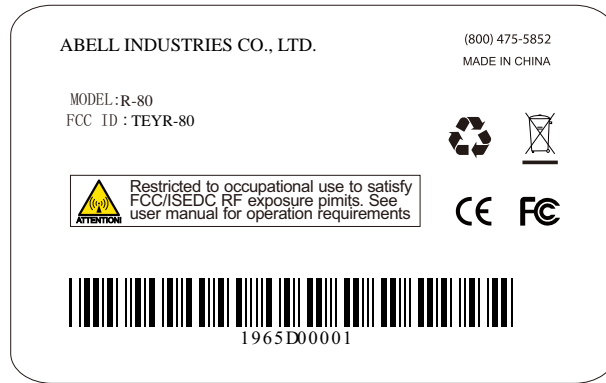 ABELL INDUSTRIES CO., LTD.
(800) 475-5852
MADE IN CHINA
MODEL:R-80
FCC ID：TEYR-80
ATTENTION!
Restricted to occupational use to satisfy
FCC/ISEDC RF exposure pimits. See
user manual for operation requirements
CE FC
1965D00001